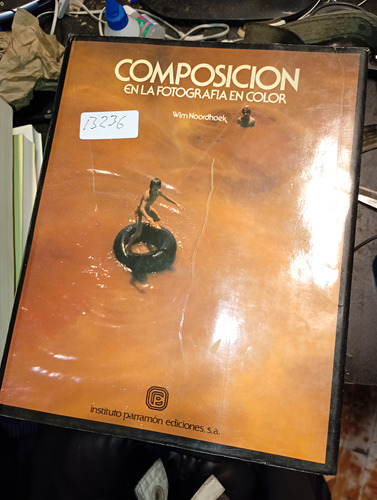 COMPOSICION
EN LA FOTOGRAFIA EN COLOR
Wim Noordhoek
13236
instituto parramón ediciones, s.a.